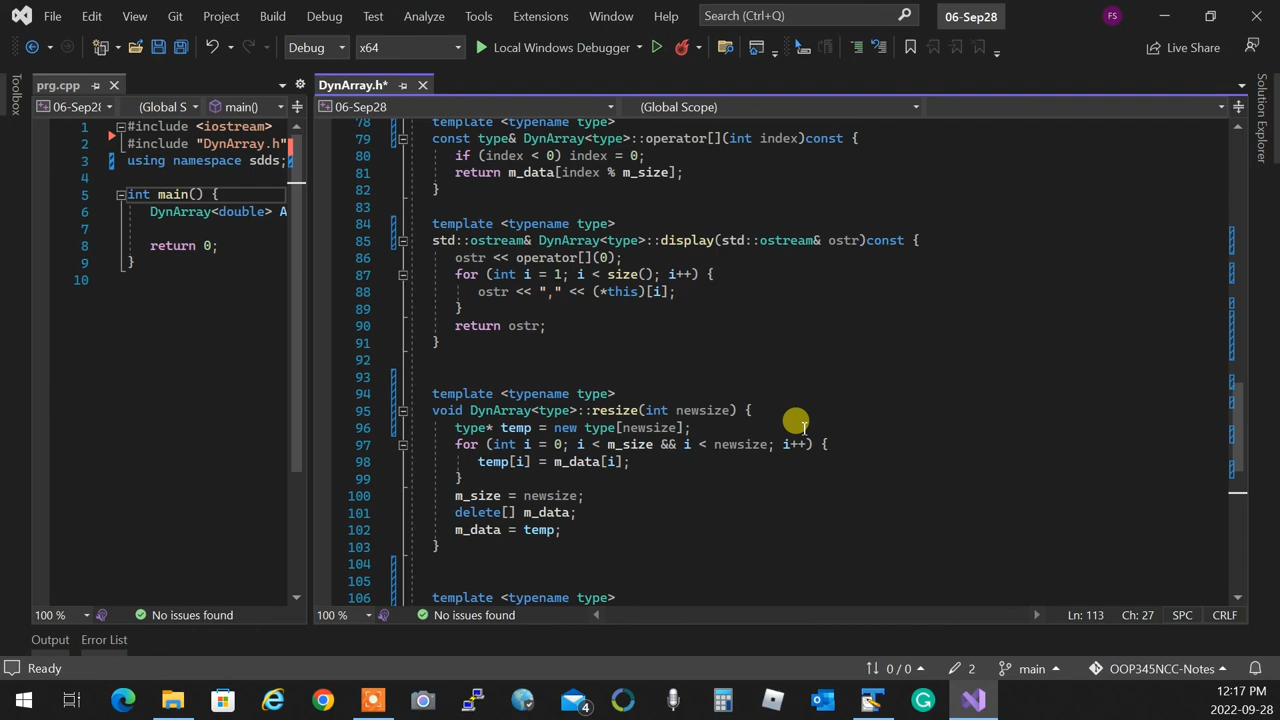 File Edit View Git Project Build Debug Test Analyze Tools Extensions Window Help Search (Ctrl+Q) 06-Sep28 FS
Debug x64 Local Windows Debugger Live Share
Toolbox
prg.cpp
06-Sep28 (Global S main()
1 #include <iostream>
2 #include "DynArray.h"
3 using namespace sdds;
4
5 int main() {
6 DynArray<double> A
7
8 return 0;
9 }
10
100 % No issues found
DynArray.h*
06-Sep28 (Global Scope)
78 template <typename type>
79 const type& DynArray<type>::operator[](int index)const {
80 if (index < 0) index = 0;
81 return m_data[index % m_size];
82 }
83
84 template <typename type>
85 std::ostream& DynArray<type>::display(std::ostream& ostr)const {
86 ostr << operator[](0);
87 for (int i = 1; i < size(); i++) {
88 ostr << "," << (*this)[i];
89 }
90 return ostr;
91 }
92
93
94 template <typename type>
95 void DynArray<type>::resize(int newsize) {
96 type* temp = new type[newsize];
97 for (int i = 0; i < m_size && i < newsize; i++) {
98 temp[i] = m_data[i];
99 }
100 m_size = newsize;
101 delete[] m_data;
102 m_data = temp;
103 }
104
105
106 template <typename type>
100 % No issues found Ln: 113 Ch: 27 SPC CRLF
Solution Explorer
Output Error List
Ready 0 / 0 2 main OOP345NCC-Notes
4
12:17 PM
2022-09-28